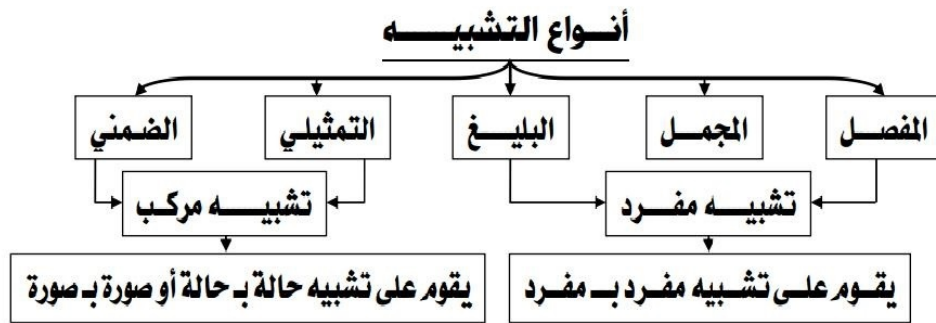 أنواع التشبيه
المفصل المجمل البليغ التمثيلي الضمني
تشبيه مفرد تشبيه مركب
يقوم على تشبيه مفرد بـ مفرد يقوم على تشبيه حالة بـ حالة أو صورة بـ صورة